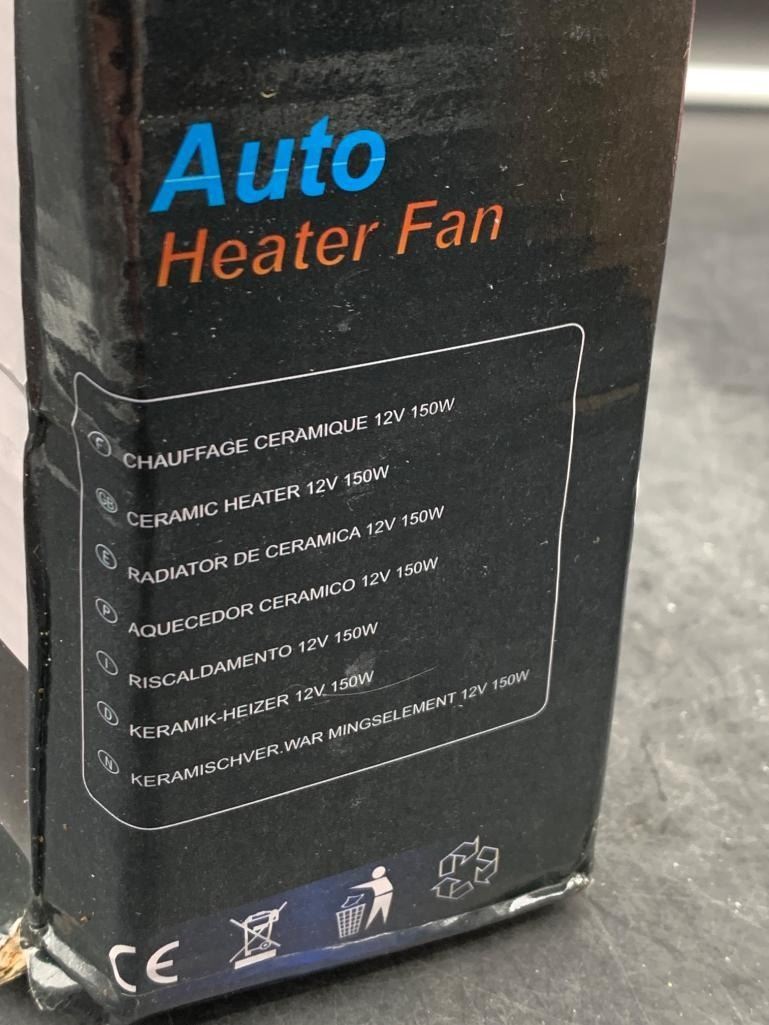 Auto
Heater Fan
F CHAUFFAGE CERAMIQUE 12V 150W
GB CERAMIC HEATER 12V 150W
E RADIATOR DE CERAMICA 12V 150W
P AQUECEDOR CERAMICO 12V 150W
I RISCALDAMENTO 12V 150W
D KERAMIK-HEIZER 12V 150W
N KERAMISCHVER.WAR MINGSELEMENT 12V 150W
CE